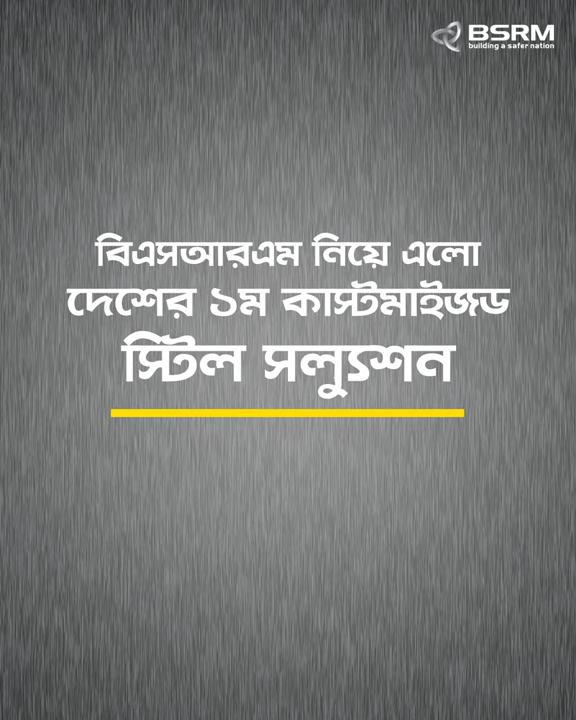 BSRM
building a safer nation
বিএসআরএম নিয়ে এলো
দেশের ১ম কাস্টমাইজড
স্টিল সল্যুশন